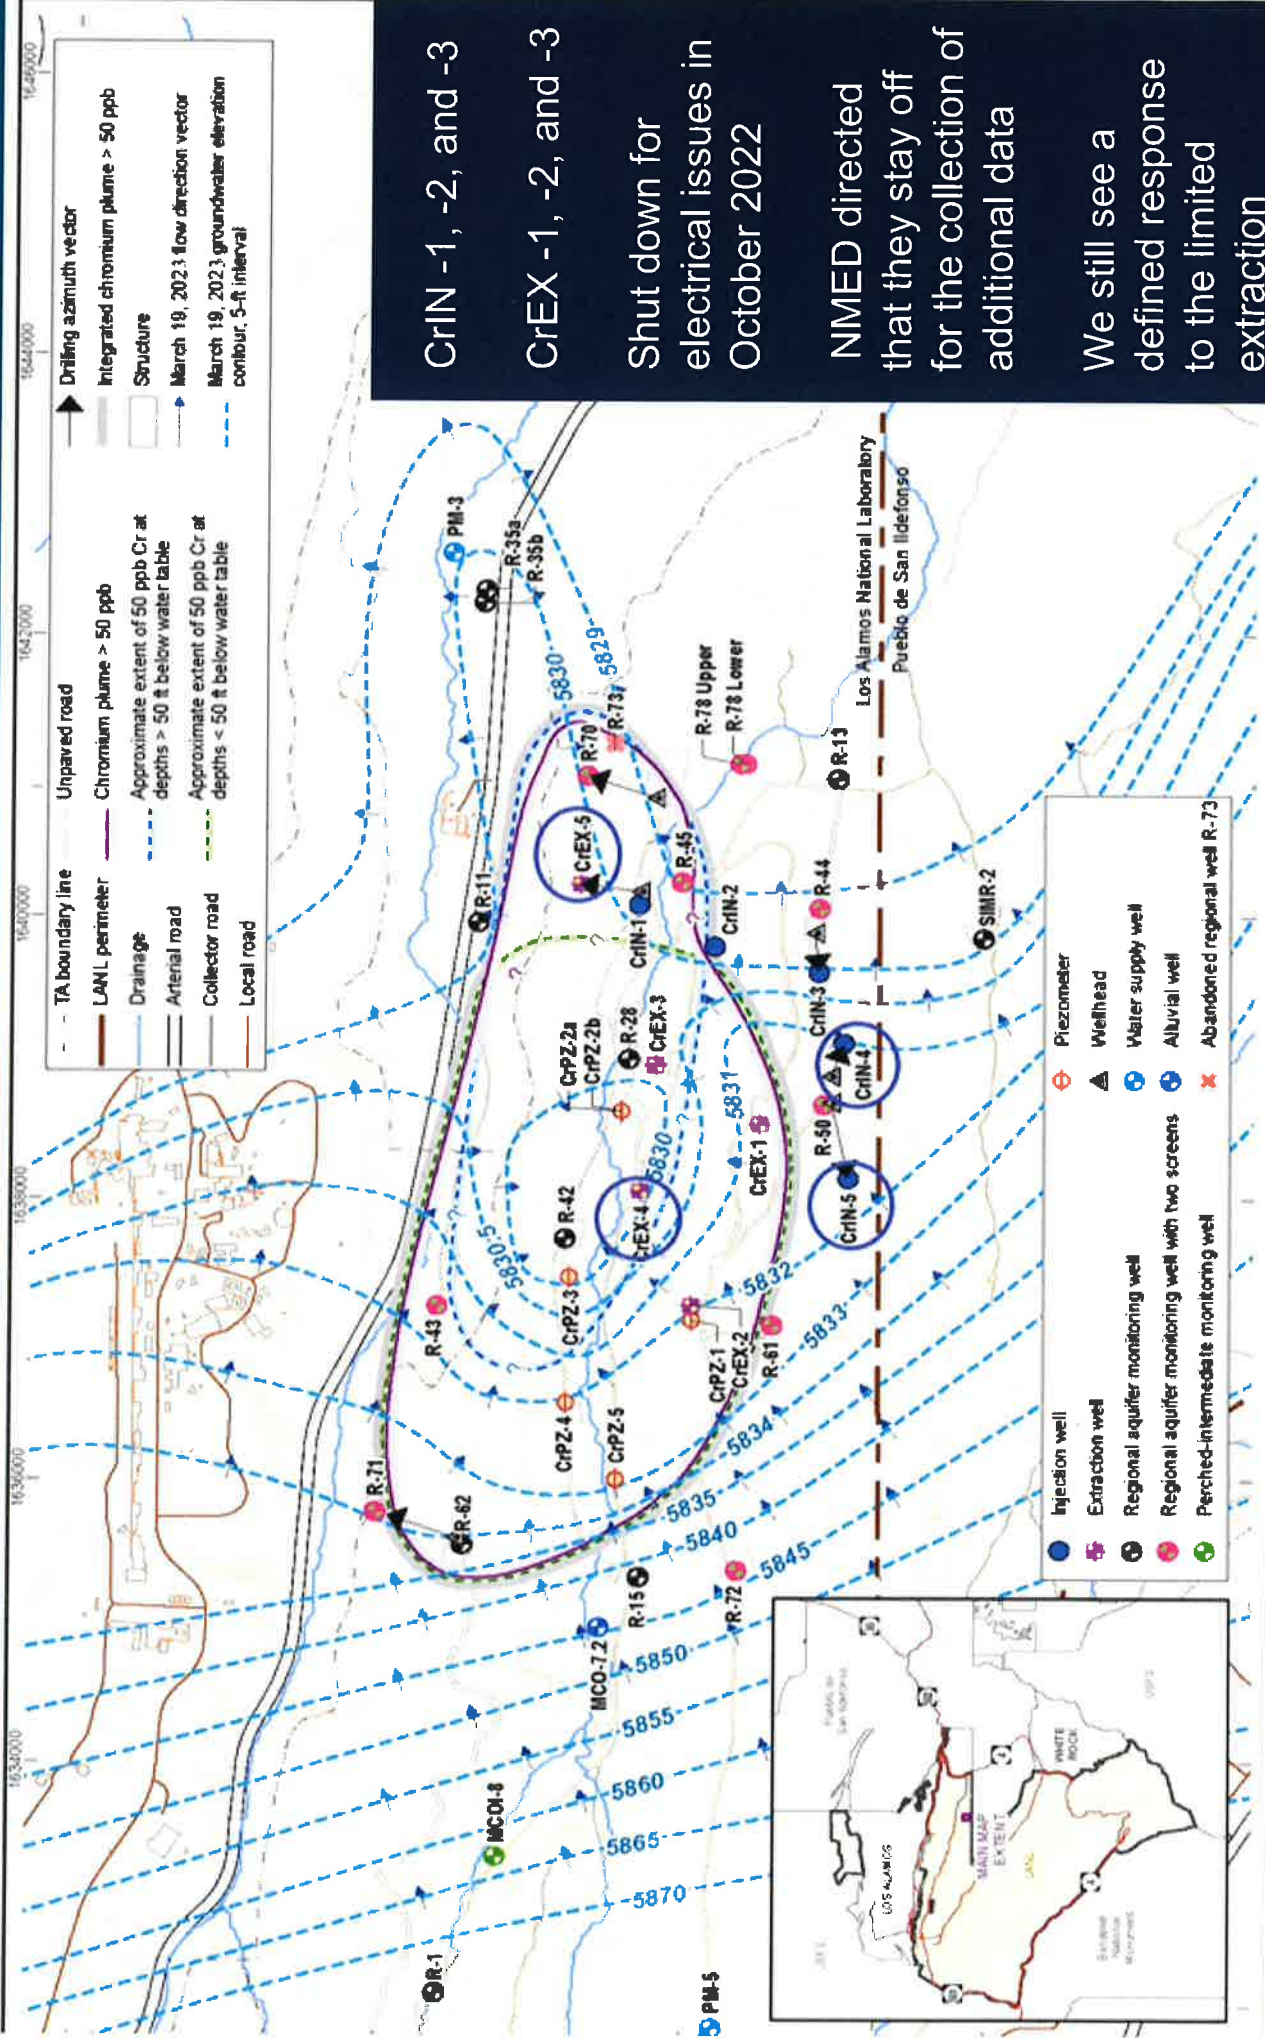 1634000
1636000
1638000
1640000
1642000
1644000
1646000
TA boundary line
LANL perimeter
Drainage
Arterial road
Collector road
Local road
Unpaved road
Chromium plume > 50 ppb
Approximate extent of 50 ppb Cr at
depths > 50 ft below water table
Approximate extent of 50 ppb Cr at
depths < 50 ft below water table
Drilling azimuth vector
Integrated chromium plume > 50 ppb
Structure
March 19, 2023 flow direction vector
March 19, 2023 groundwater elevation
contour, 5-ft interval
CrIN -1, -2, and -3
CrEX -1, -2, and -3
Shut down for
electrical issues in
October 2022
NMED directed
that they stay off
for the collection of
additional data
We still see a
defined response
to the limited
extraction
R-71
R-62
R-43
5830.5
R-11
PM-3
R-35a
R-35b
R-1
MCOI-8
MCO-7.2
R-15
CrPZ-4
CrPZ-5
CrPZ-3
R-42
CrPZ-2a
CrPZ-2b
R-28
CrEX-3
CrEX-4
5830
CrIN-1
CrEX-5
R-70
R-73
5830
5829
R-45
CrIN-2
R-78 Upper
R-78 Lower
PM-5
R-72
CrPZ-1
CrEX-2
R-61
CrEX-1
5831
5832
5833
5834
5835
5840
5845
5850
5855
5860
5865
5870
CrIN-5
R-50
CrIN-4
CrIN-3
R-44
R-13
Los Alamos National Laboratory
Pueblo de San Ildefonso
SIMR-2
?
?
?
?
?
?
?
LOS ALAMOS
MAIN MAP
EXTENT
LANL
WHITE
ROCK
Injection well
Extraction well
Regional aquifer monitoring well
Regional aquifer monitoring well with two screens
Perched-intermediate monitoring well
Piezometer
Wellhead
Water supply well
Alluvial well
Abandoned regional well R-73